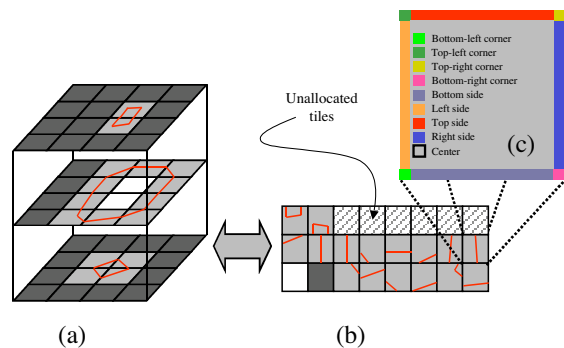 Bottom-left corner
Top-left corner
Top-right corner
Bottom-right corner
Bottom side
Left side
Top side
Right side
Center
(c)
Unallocated
tiles
(a)
(b)